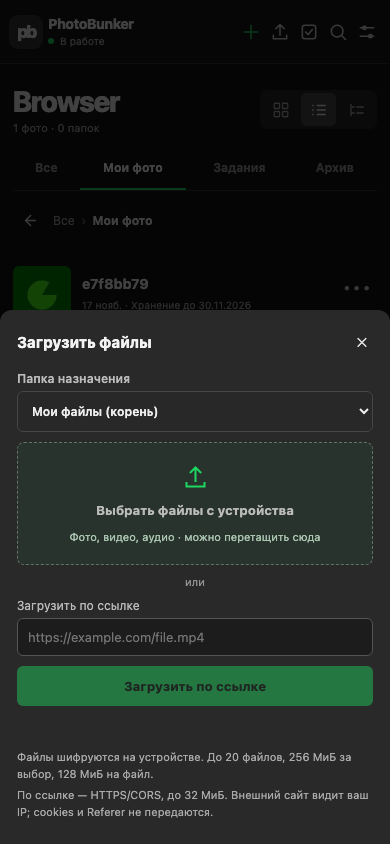 pb PhotoBunker
В работе
Browser
1 фото · 0 папок
Все Мои фото Задания Архив
Все › Мои фото
e7f8bb79
17 нояб. · Хранение до 30.11.2026
Загрузить файлы
Папка назначения
Мои файлы (корень)
Выбрать файлы с устройства
Фото, видео, аудио · можно перетащить сюда
или
Загрузить по ссылке
https://example.com/file.mp4
Загрузить по ссылке
Файлы шифруются на устройстве. До 20 файлов, 256 МиБ за
выбор, 128 МиБ на файл.
По ссылке — HTTPS/CORS, до 32 МиБ. Внешний сайт видит ваш
IP; cookies и Referer не передаются.